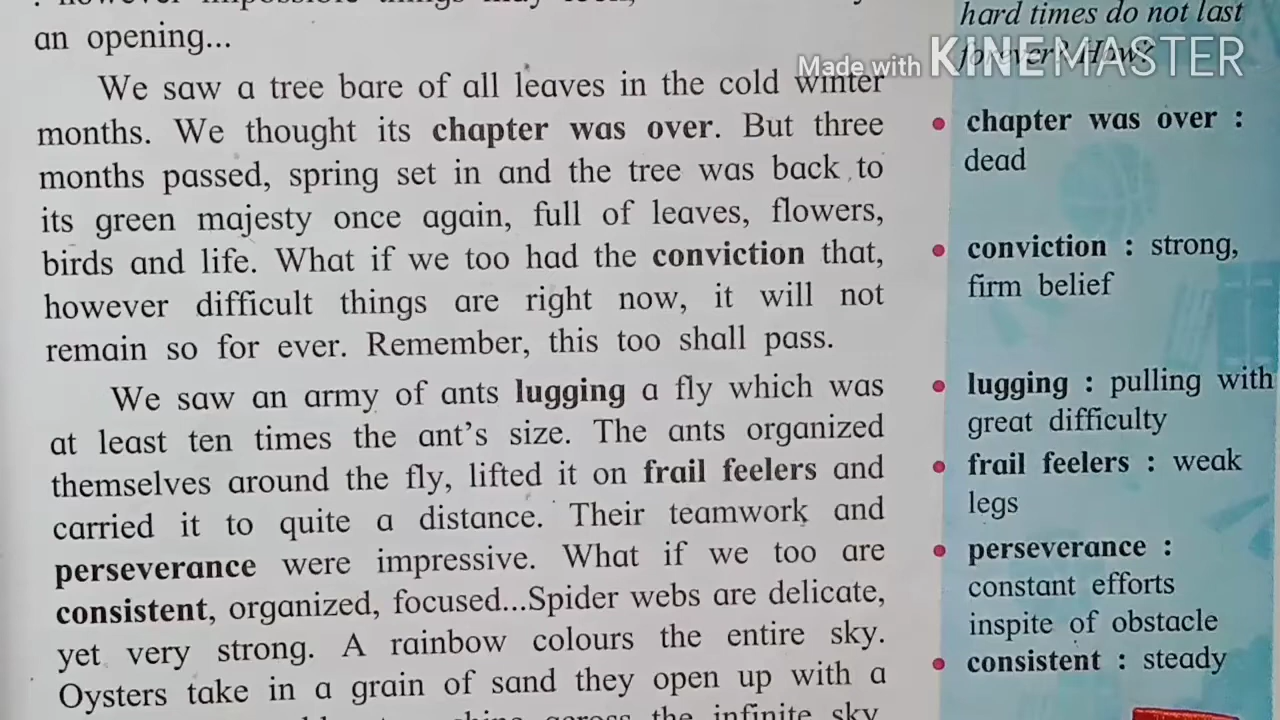 an opening...
We saw a tree bare of all leaves in the cold winter
months. We thought its chapter was over. But three
months passed, spring set in and the tree was back to
its green majesty once again, full of leaves, flowers,
birds and life. What if we too had the conviction that,
however difficult things are right now, it will not
remain so for ever. Remember, this too shall pass.
We saw an army of ants lugging a fly which was
at least ten times the ant's size. The ants organized
themselves around the fly, lifted it on frail feelers and
carried it to quite a distance. Their teamwork and
perseverance were impressive. What if we too are
consistent, organized, focused...Spider webs are delicate,
yet very strong. A rainbow colours the entire sky.
Oysters take in a grain of sand they open up with a
across the infinite sky
hard times do not last
forever? How?
Made with KINEMASTER
chapter was over :
dead
conviction : strong,
firm belief
lugging : pulling with
great difficulty
frail feelers : weak
legs
perseverance :
constant efforts
inspite of obstacle
consistent : steady